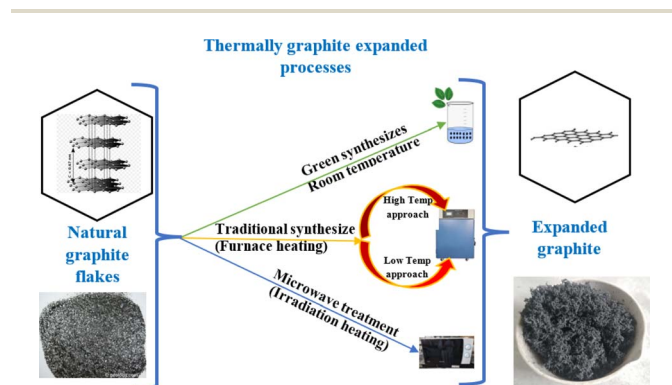 Thermally graphite expanded
processes
Green synthesizes
Room temperature
High Temp
approach
Traditional synthesize
(Furnace heating)
Low Temp
approach
Microwave treatment
(Irradiation heating)
Natural
graphite
flakes
Expanded
graphite